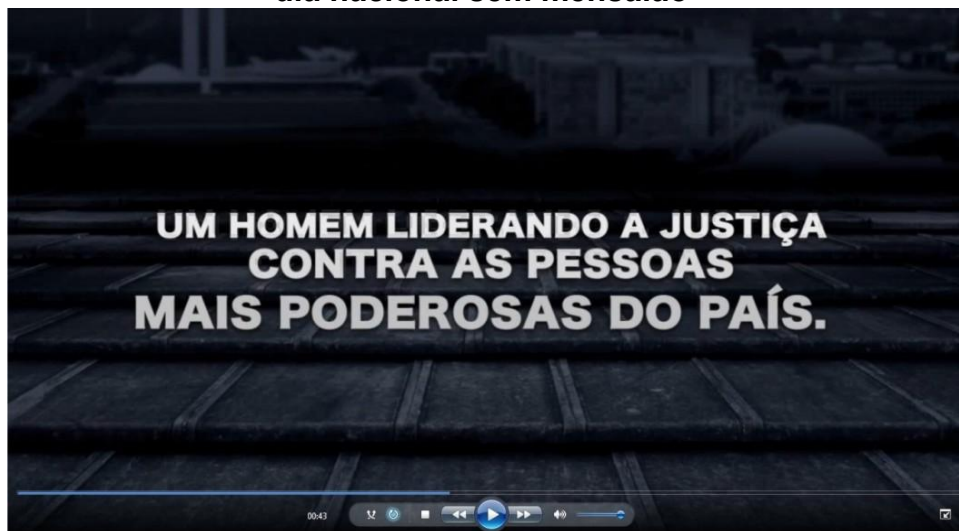 UM HOMEM LIDERANDO A JUSTIÇA
CONTRA AS PESSOAS
MAIS PODEROSAS DO PAÍS.
00:43